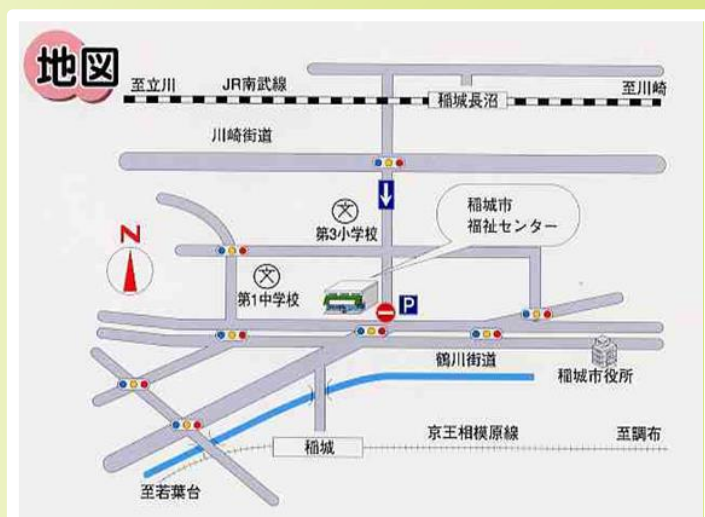 地図
至立川
JR南武線
稲城長沼
至川崎
川崎街道
稲城市
福祉センター
第3小学校
N
第1中学校
P
鶴川街道
稲城市役所
稲城
京王相模原線
至調布
至若葉台